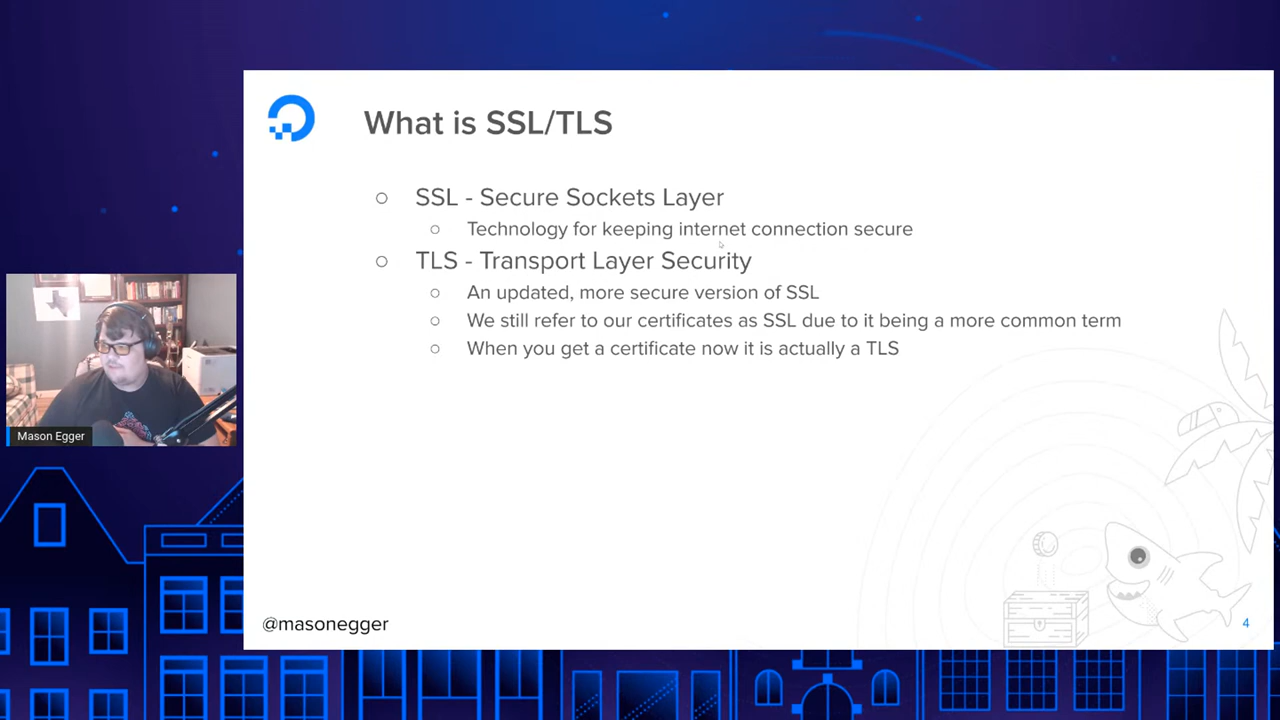 What is SSL/TLS
SSL - Secure Sockets Layer
Technology for keeping internet connection secure
TLS - Transport Layer Security
An updated, more secure version of SSL
We still refer to our certificates as SSL due to it being a more common term
When you get a certificate now it is actually a TLS
Mason Egger
@masonegger
4